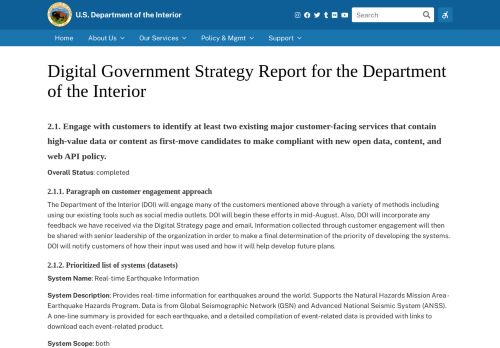 U.S. Department of the Interior
Search
Home About Us Our Services Policy & Mgmt Support
Digital Government Strategy Report for the Department
of the Interior
2.1. Engage with customers to identify at least two existing major customer-facing services that contain
high-value data or content as first-move candidates to make compliant with new open data, content, and
web API policy.
Overall Status: completed
2.1.1. Paragraph on customer engagement approach
The Department of the Interior (DOI) will engage many of the customers mentioned above through a variety of methods including
using our existing tools such as social media outlets. DOI will begin these efforts in mid-August. Also, DOI will incorporate any
feedback we have received via the Digital Strategy page and email. Information collected through customer engagement will then
be shared with senior leadership of the organization in order to make a final determination of the priority of developing the systems.
DOI will notify customers of how their input was used and how it will help develop future plans.
2.1.2. Prioritized list of systems (datasets)
System Name: Real-time Earthquake Information
System Description: Provides real-time information for earthquakes around the world. Supports the Natural Hazards Mission Area -
Earthquake Hazards Program. Data is from Global Seismographic Network (GSN) and Advanced National Seismic System (ANSS).
A one-line summary is provided for each earthquake, and a detailed compilation of event-related data is provided with links to
download each event-related product.
System Scope: both